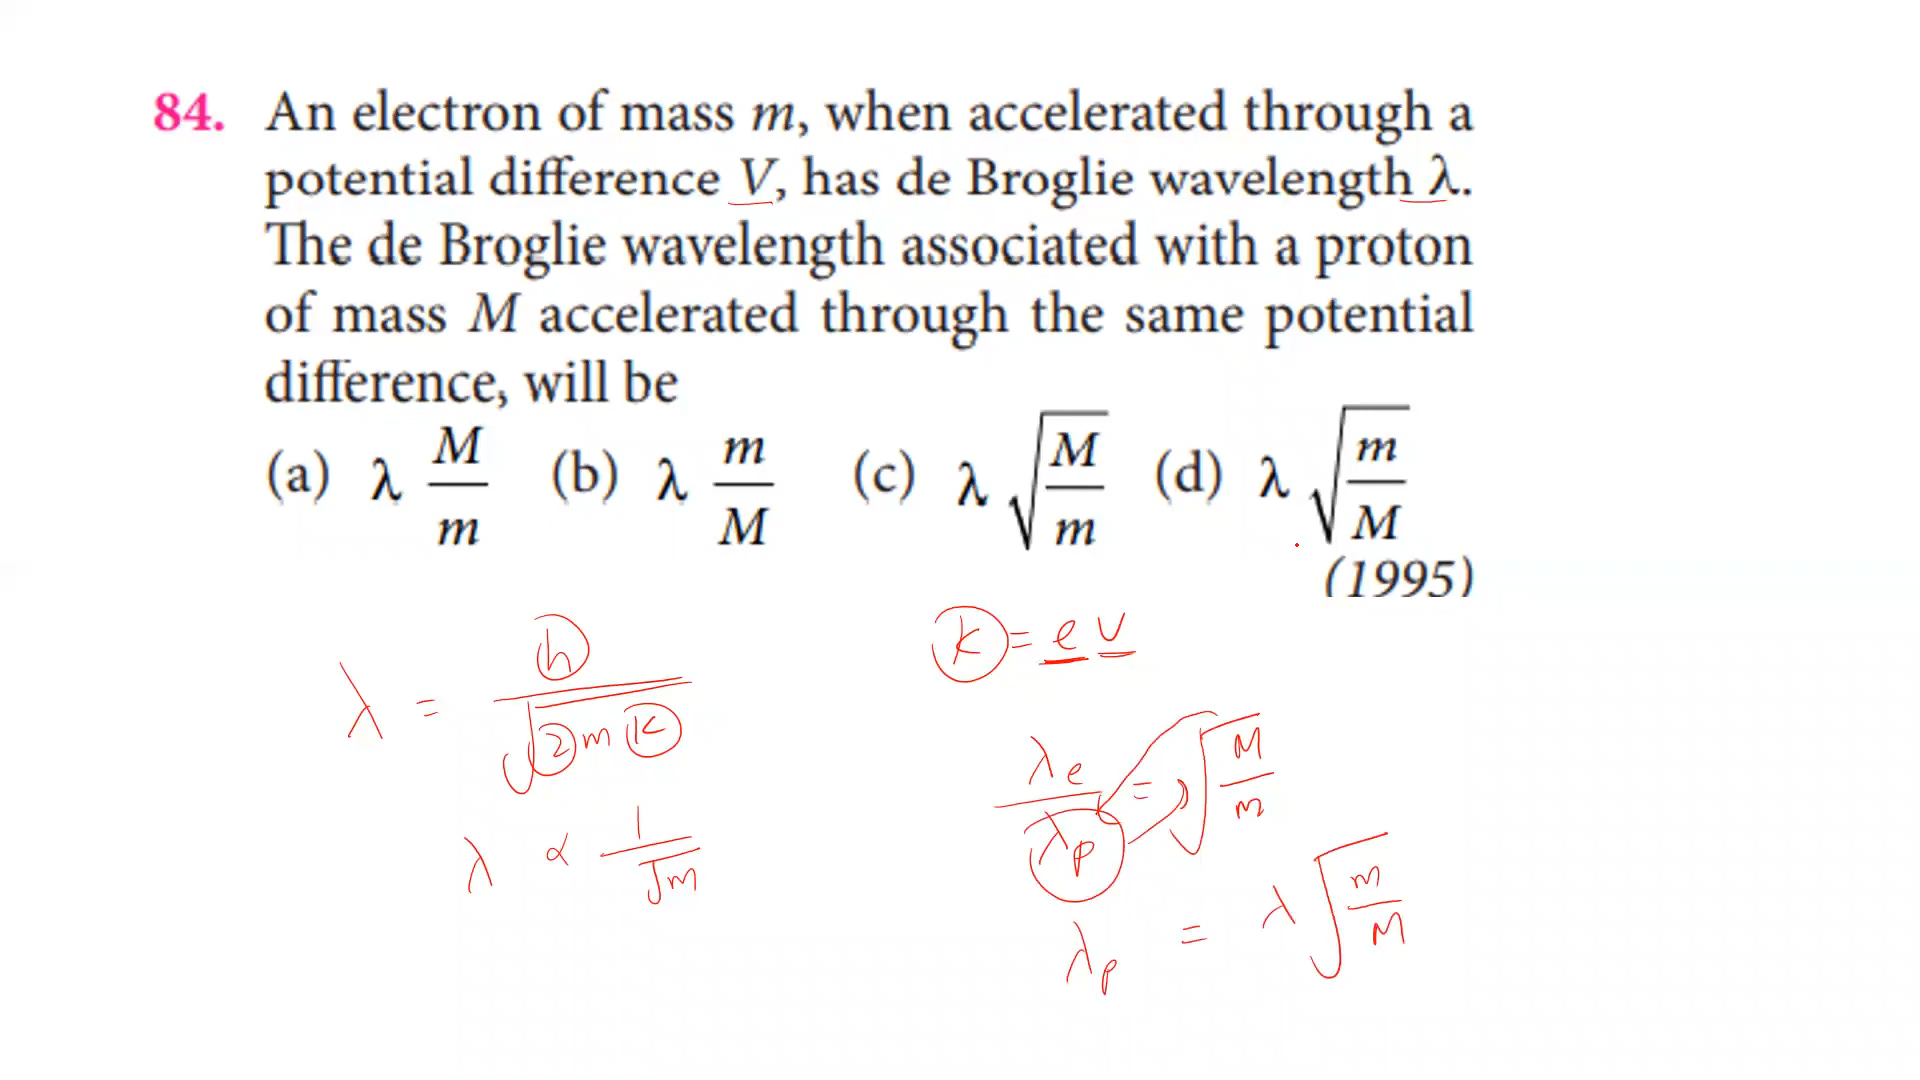 84. An electron of mass m, when accelerated through a
potential difference V, has de Broglie wavelength λ.
The de Broglie wavelength associated with a proton
of mass M accelerated through the same potential
difference, will be
(a) λ M/m (b) λ m/M (c) λ √(M/m) (d) λ √(m/M)
(1995)
λ = h/√(2mk)
k = e v
λ ∝ 1/√m
λe/λp = √(M/m)
λp = λ √(m/M)